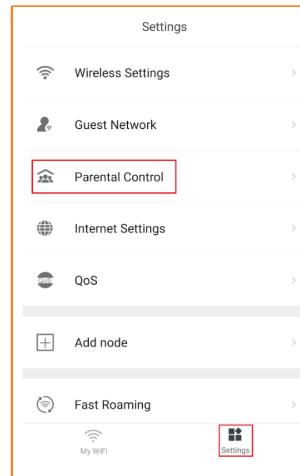 Settings
Wireless Settings
Guest Network
Parental Control
Internet Settings
QoS
Add node
Fast Roaming
My WiFi
Settings